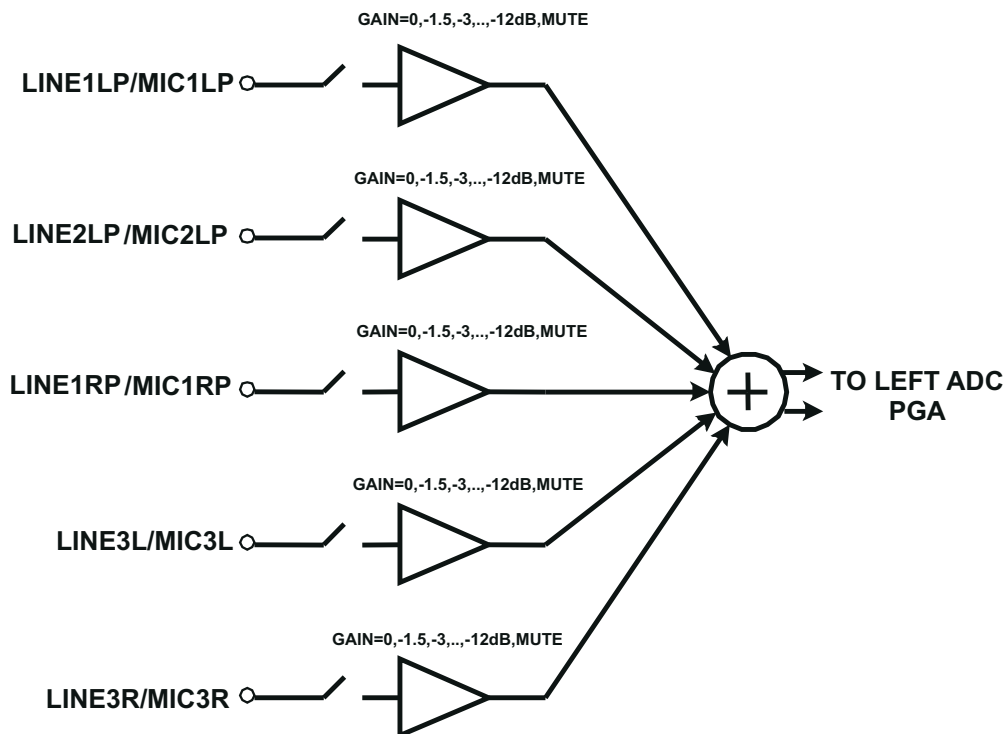 GAIN=0,-1.5,-3,..,-12dB,MUTE
LINE1LP/MIC1LP
GAIN=0,-1.5,-3,..,-12dB,MUTE
LINE2LP/MIC2LP
GAIN=0,-1.5,-3,..,-12dB,MUTE
LINE1RP/MIC1RP
TO LEFT ADC
PGA
GAIN=0,-1.5,-3,..,-12dB,MUTE
LINE3L/MIC3L
GAIN=0,-1.5,-3,..,-12dB,MUTE
LINE3R/MIC3R